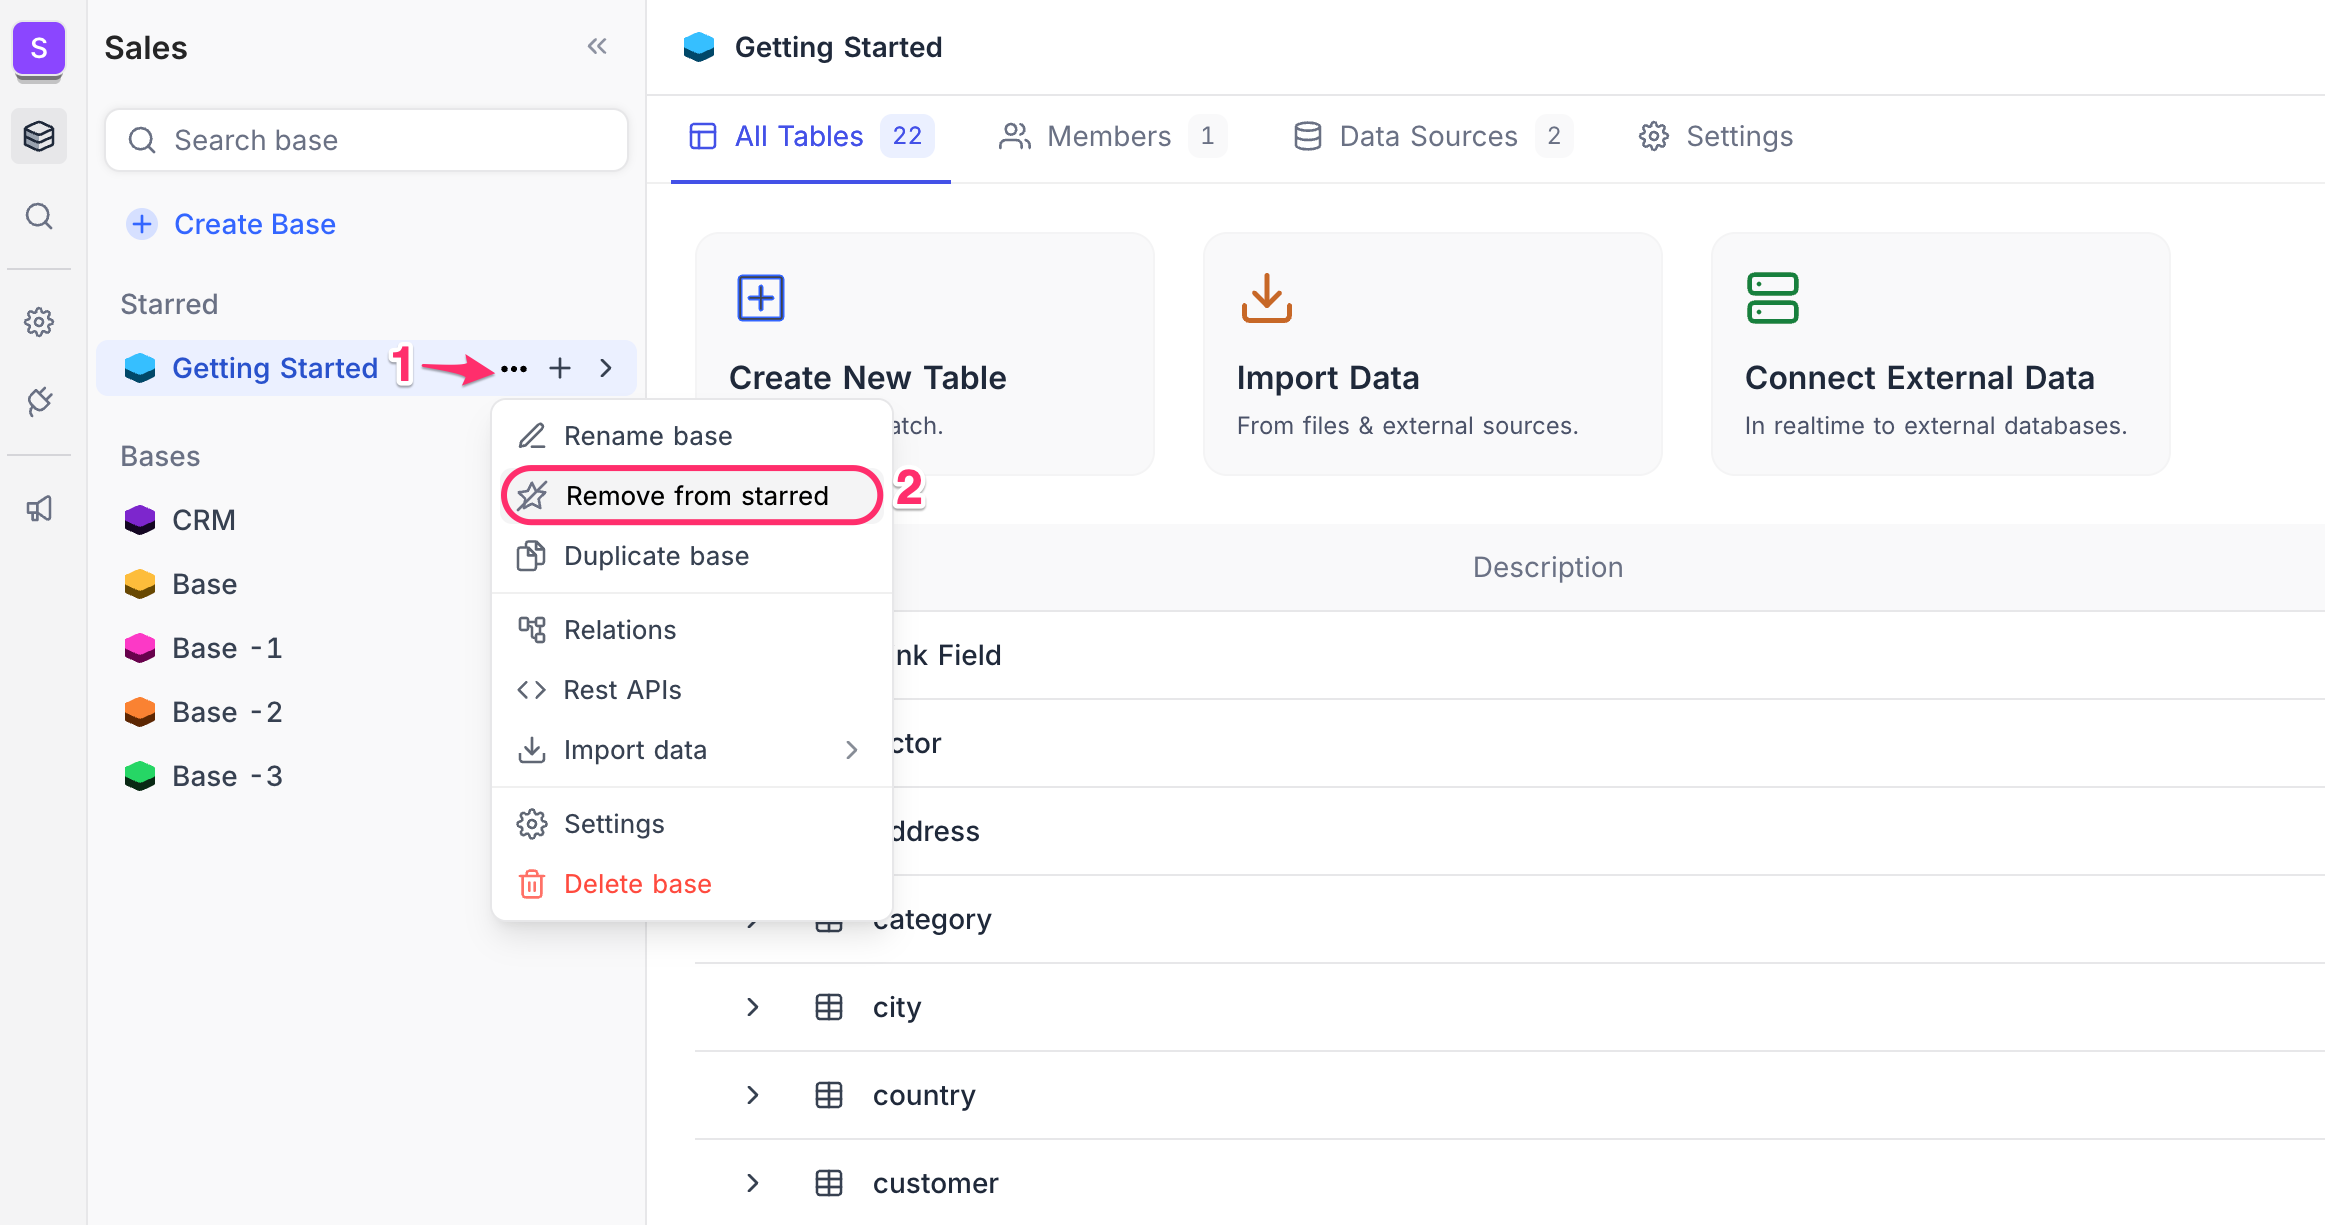 S
Sales
Search base
Create Base
Starred
Getting Started
1
Bases
CRM
Base
Base -1
Base -2
Base -3
Rename base
Remove from starred
2
Duplicate base
Relations
Rest APIs
Import data
Settings
Delete base
Getting Started
All Tables 22
Members 1
Data Sources 2
Settings
Create New Table
atch.
Import Data
From files & external sources.
Connect External Data
In realtime to external databases.
Description
nk Field
ctor
ddress
category
city
country
customer